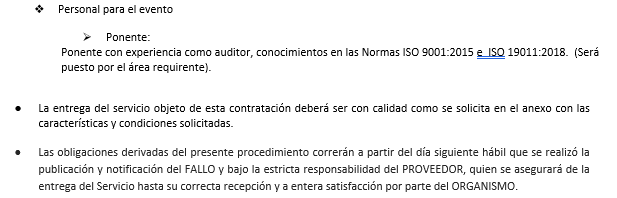 ❖ Personal para el evento
➢ Ponente:
Ponente con experiencia como auditor, conocimientos en las Normas ISO 9001:2015 e ISO 19011:2018. (Será
puesto por el área requirente).
• La entrega del servicio objeto de esta contratación deberá ser con calidad como se solicita en el anexo con las
características y condiciones solicitadas.
• Las obligaciones derivadas del presente procedimiento correrán a partir del día siguiente hábil que se realizó la
publicación y notificación del FALLO y bajo la estricta responsabilidad del PROVEEDOR, quien se asegurará de la
entrega del Servicio hasta su correcta recepción y a entera satisfacción por parte del ORGANISMO.